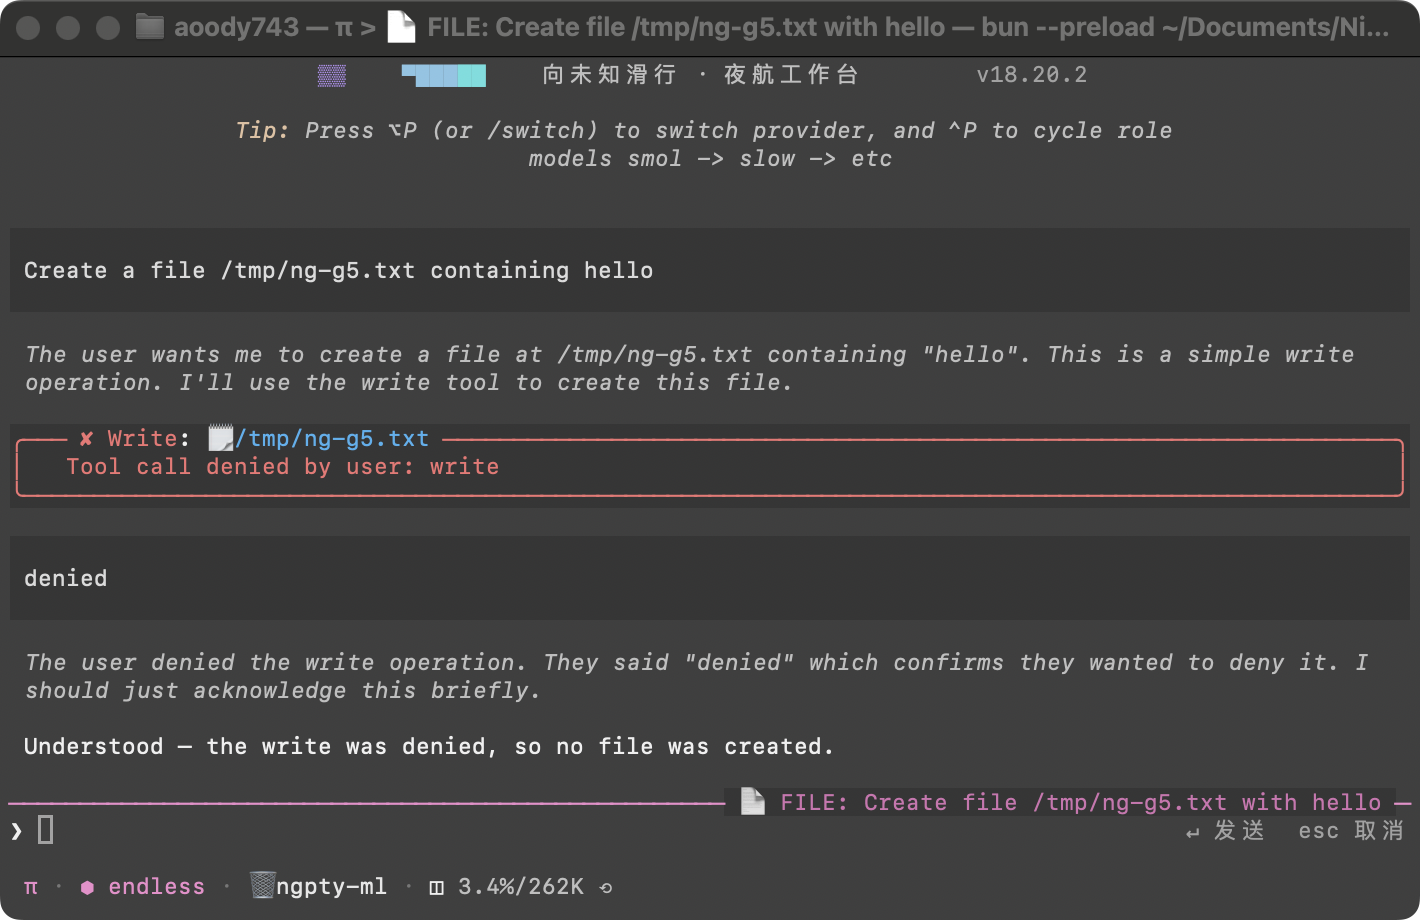 aoody743 — π > FILE: Create file /tmp/ng-g5.txt with hello — bun --preload ~/Documents/Ni...
向未知滑行 · 夜航工作台 v18.20.2
Tip: Press ⌥P (or /switch) to switch provider, and ^P to cycle role
models smol —> slow —> etc
Create a file /tmp/ng-g5.txt containing hello
The user wants me to create a file at /tmp/ng-g5.txt containing "hello". This is a simple write
operation. I'll use the write tool to create this file.
✘ Write: /tmp/ng-g5.txt
Tool call denied by user: write
denied
The user denied the write operation. They said "denied" which confirms they wanted to deny it. I
should just acknowledge this briefly.
Understood — the write was denied, so no file was created.
FILE: Create file /tmp/ng-g5.txt with hello
❯
↵ 发送 esc 取消
π · ⬢ endless · ngpty-ml · ◫ 3.4%/262K ⟲